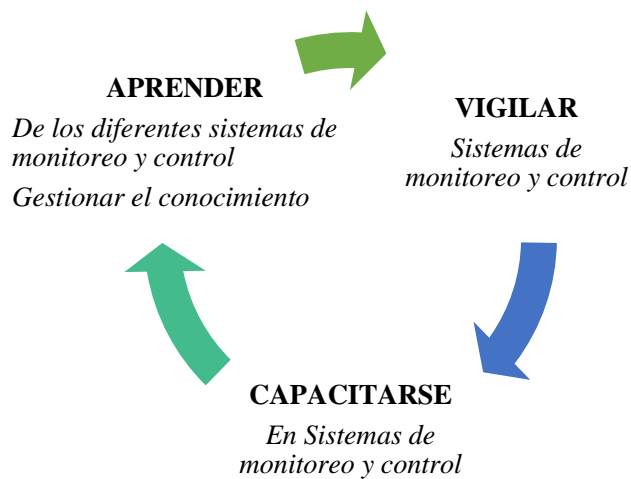 APRENDER
De los diferentes sistemas de
monitoreo y control
Gestionar el conocimiento
VIGILAR
Sistemas de
monitoreo y control
CAPACITARSE
En Sistemas de
monitoreo y control